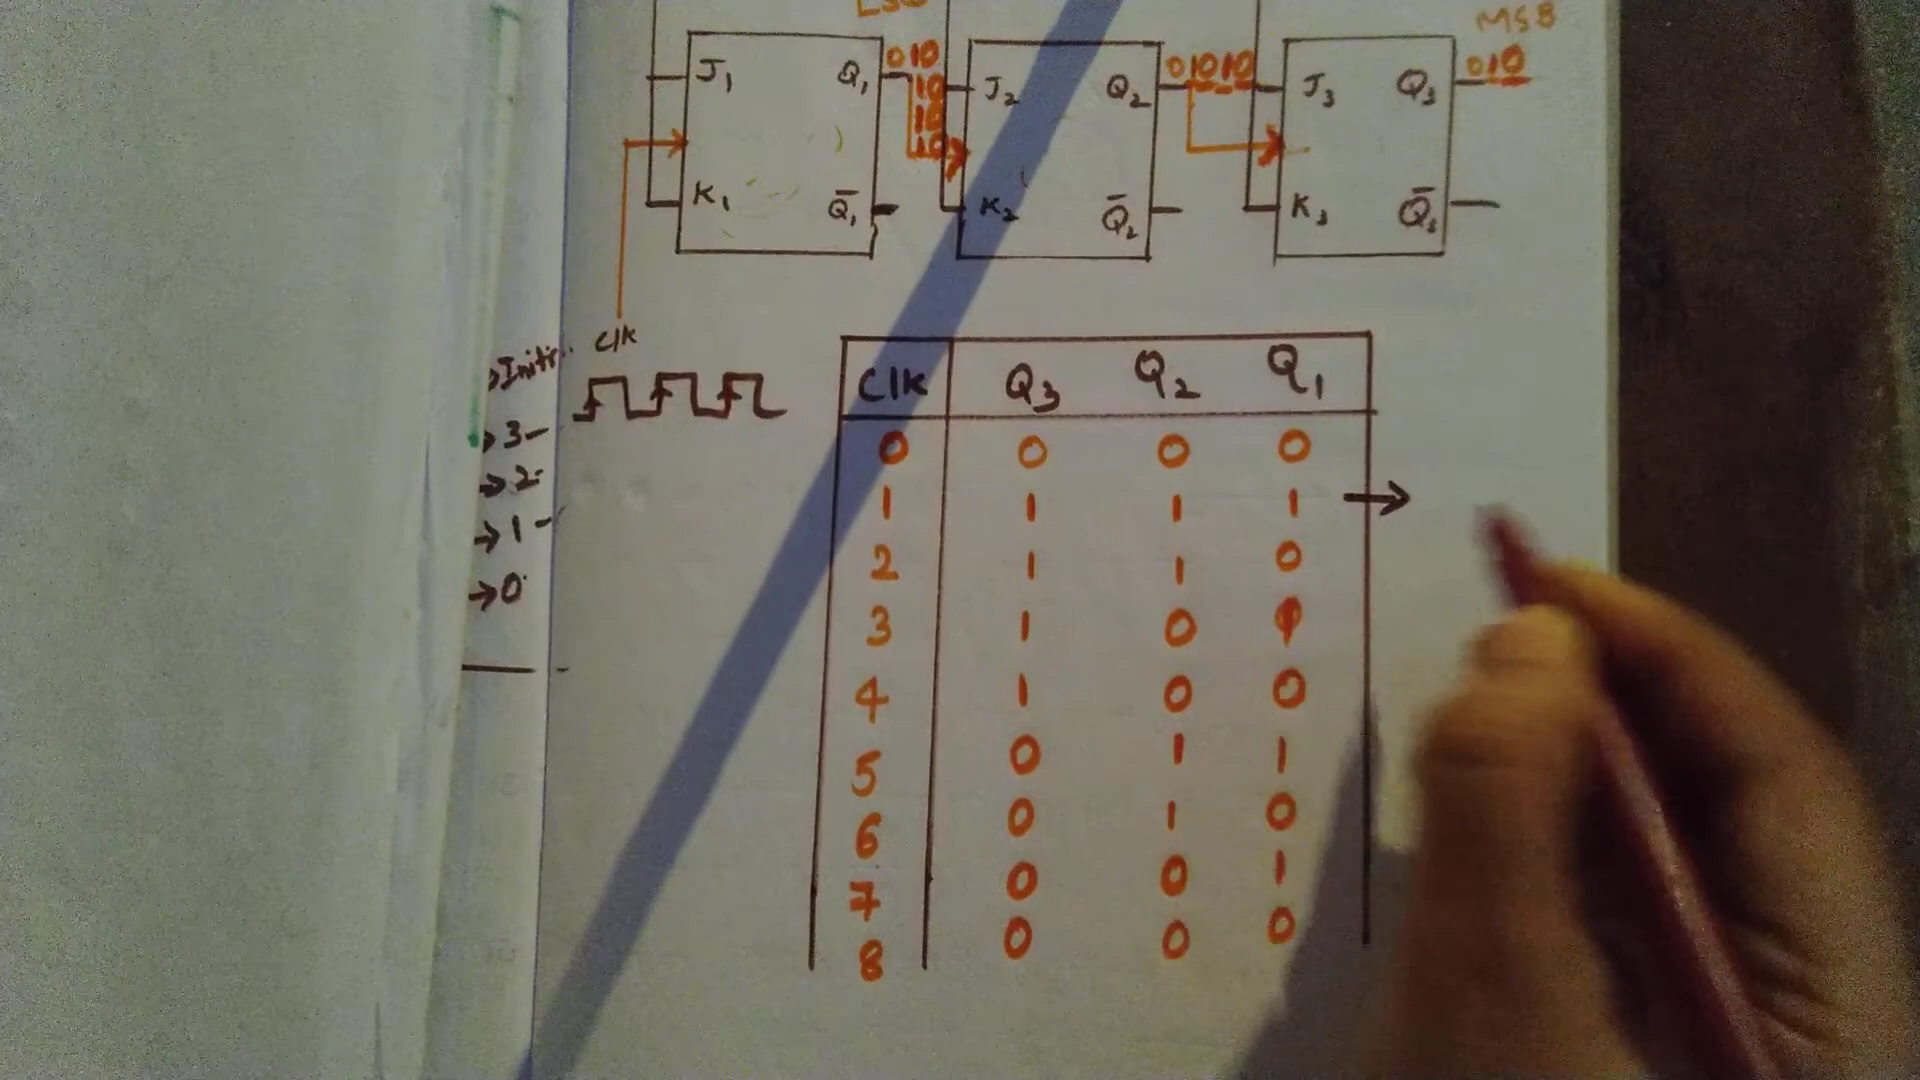 MSB
J1 Q1 010 J2 Q2 01010 J3 Q3 010
10
10
10
K1 Q̅1 K2 Q̅2 K3 Q̅3
Clk
3-
2-
1-
0
Clk Q3 Q2 Q1
0 0 0 0
1 1 1 1
2 1 1 0
3 1 0 1
4 1 0 0
5 0 1 1
6 0 1 0
7 0 0 1
8 0 0 0